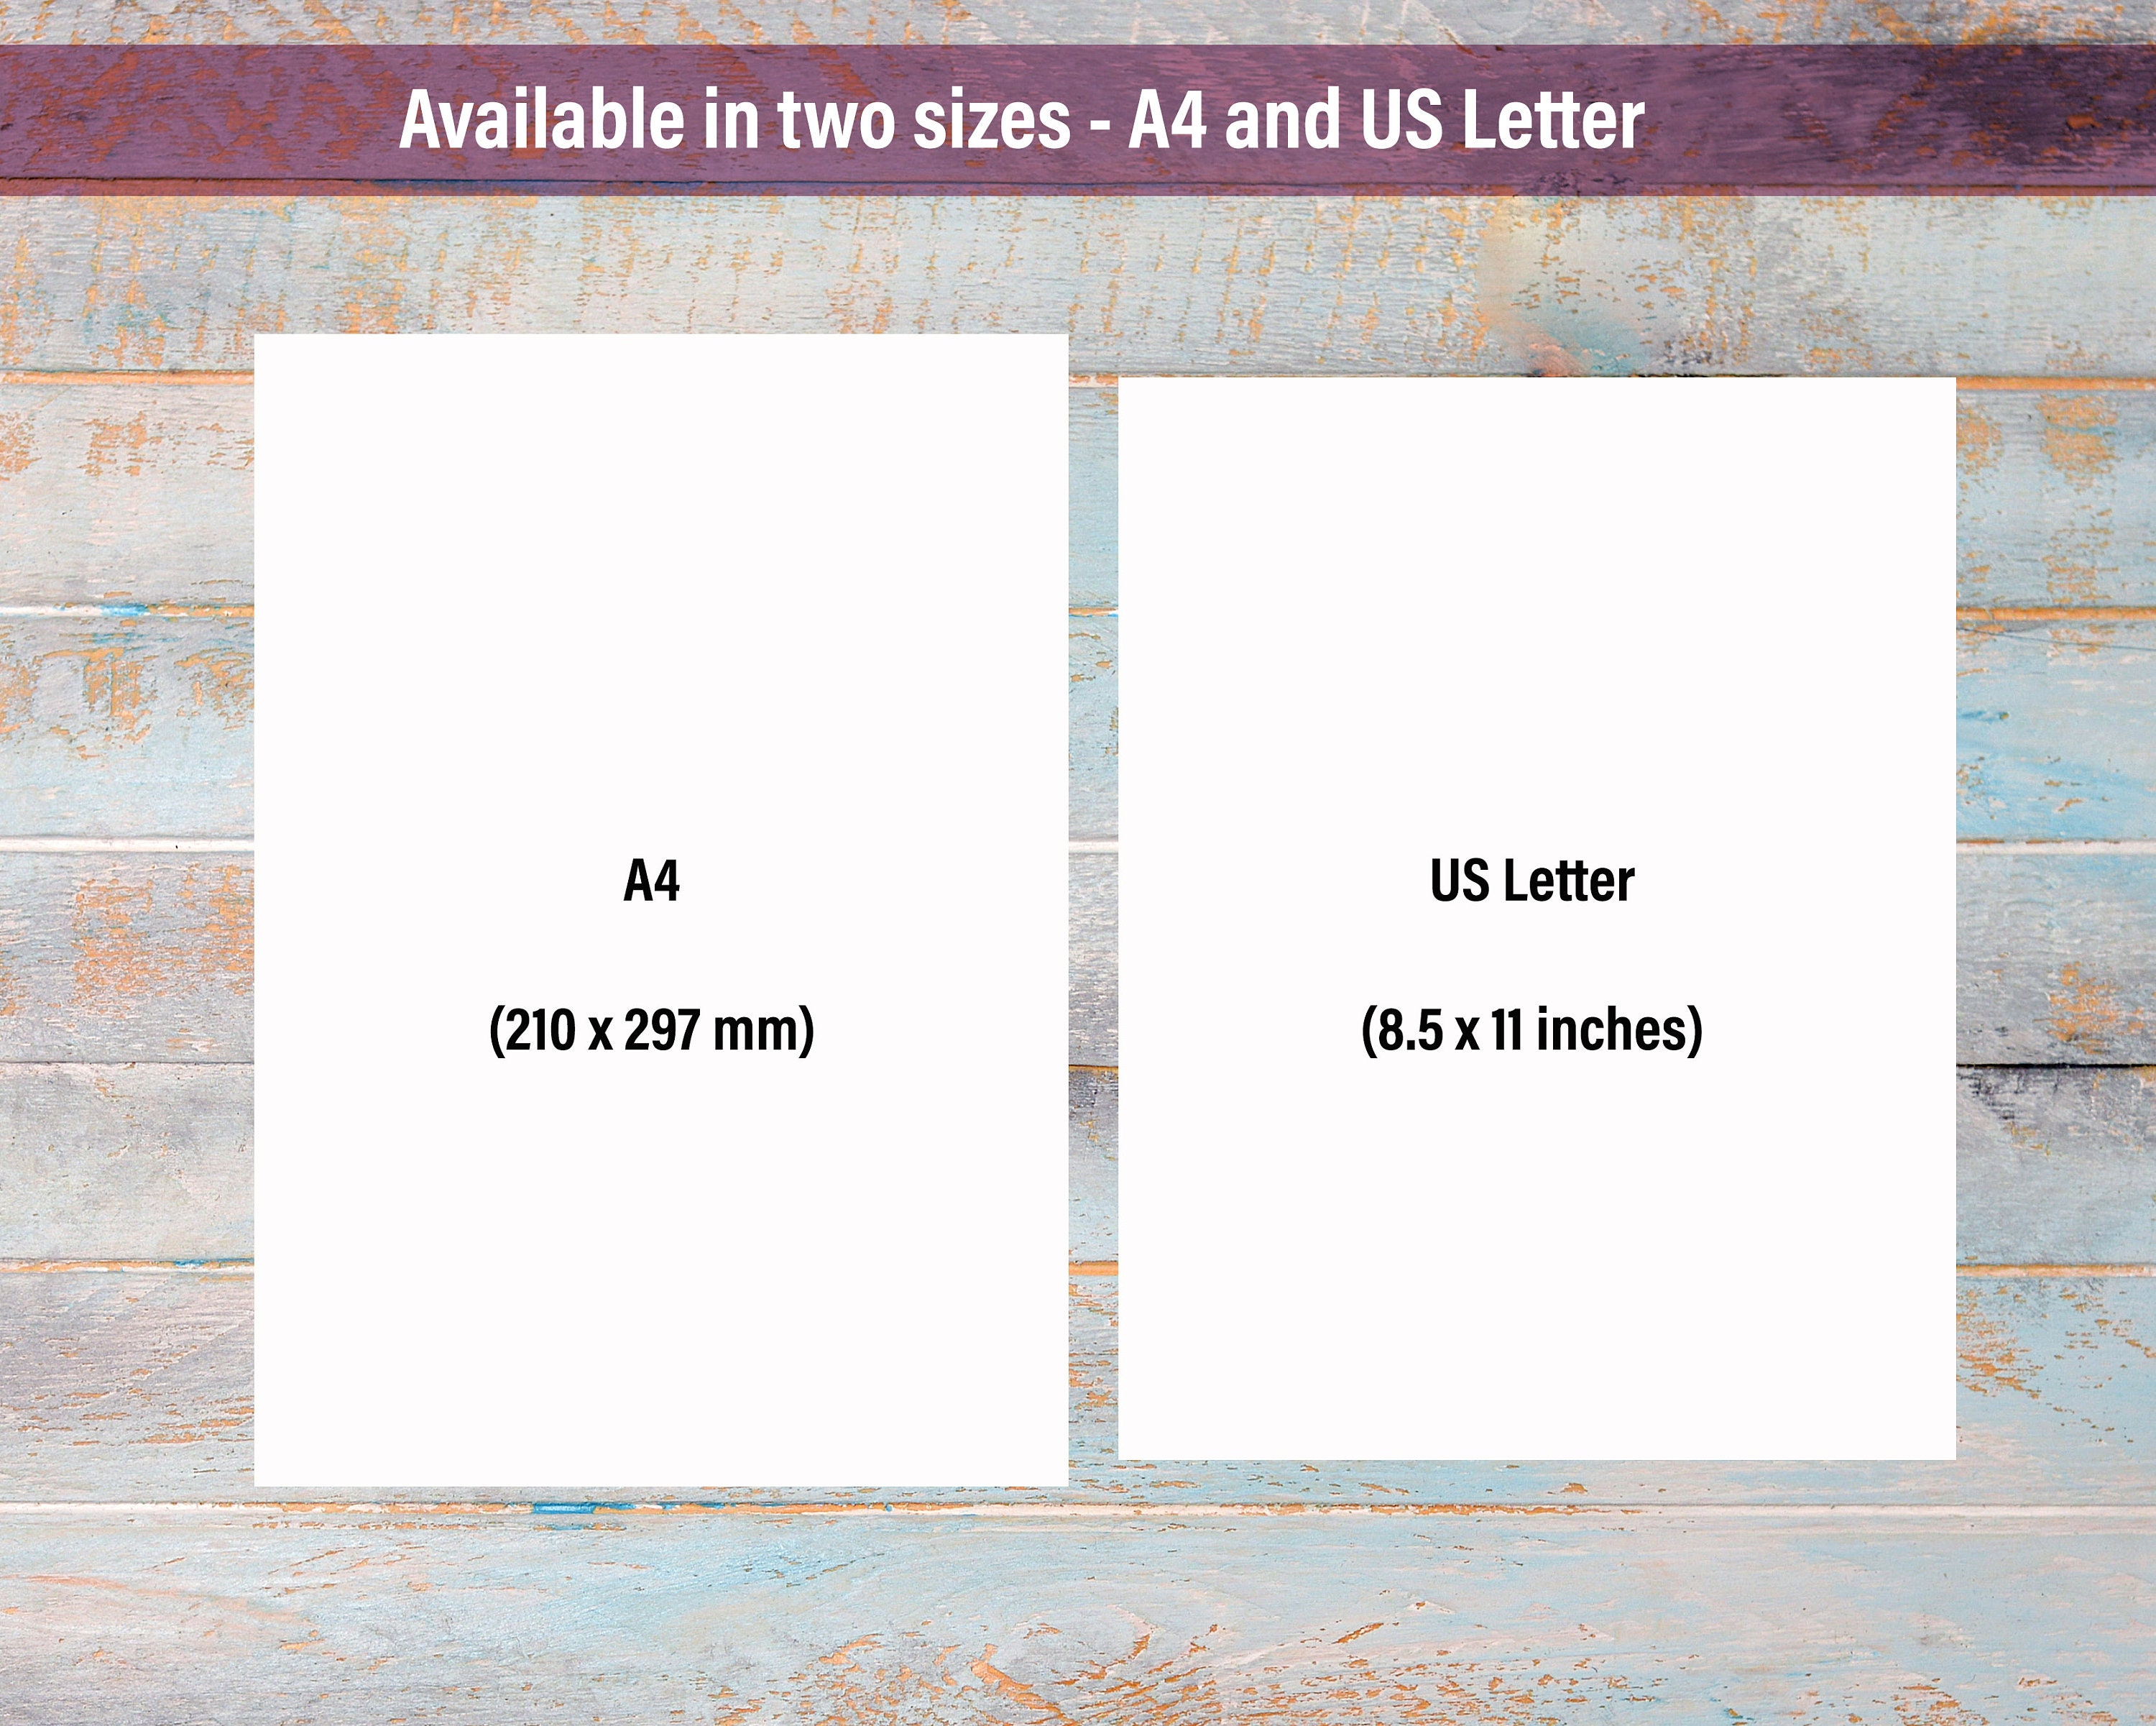 Available in two sizes - A4 and US Letter
A4
(210 x 297 mm)
US Letter
(8.5 x 11 inches)